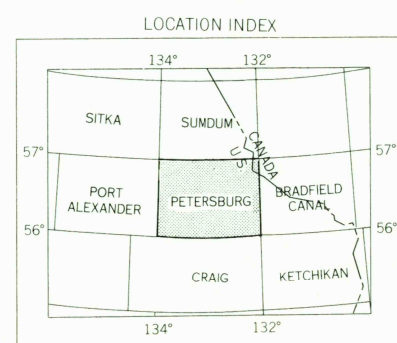 LOCATION INDEX
134° 132°
SITKA SUMDUM
CANADA
U.S.
57° 57°
PORT ALEXANDER PETERSBURG BRADFIELD CANAL
56° 56°
CRAIG KETCHIKAN
134° 132°